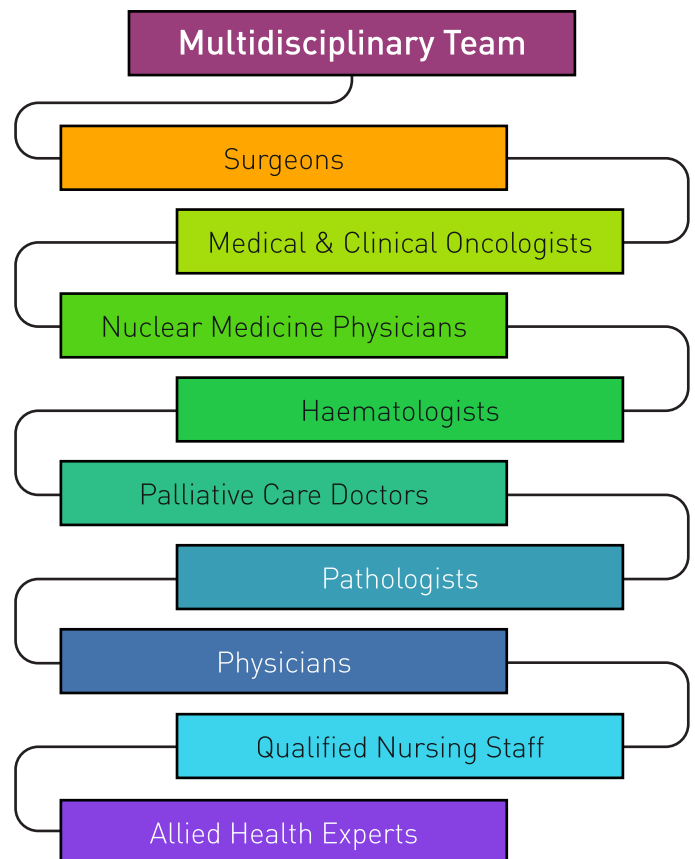 Multidisciplinary Team
Surgeons
Medical & Clinical Oncologists
Nuclear Medicine Physicians
Haematologists
Palliative Care Doctors
Pathologists
Physicians
Qualified Nursing Staff
Allied Health Experts